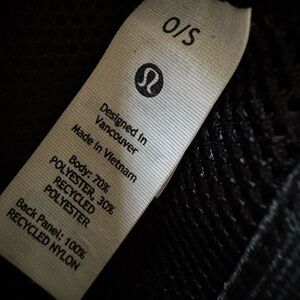 O/S
Designed in
Vancouver
Made in Vietnam
Body: 70%
POLYESTER, 30%
RECYCLED
POLYESTER
Back Panel: 100%
RECYCLED NYLON